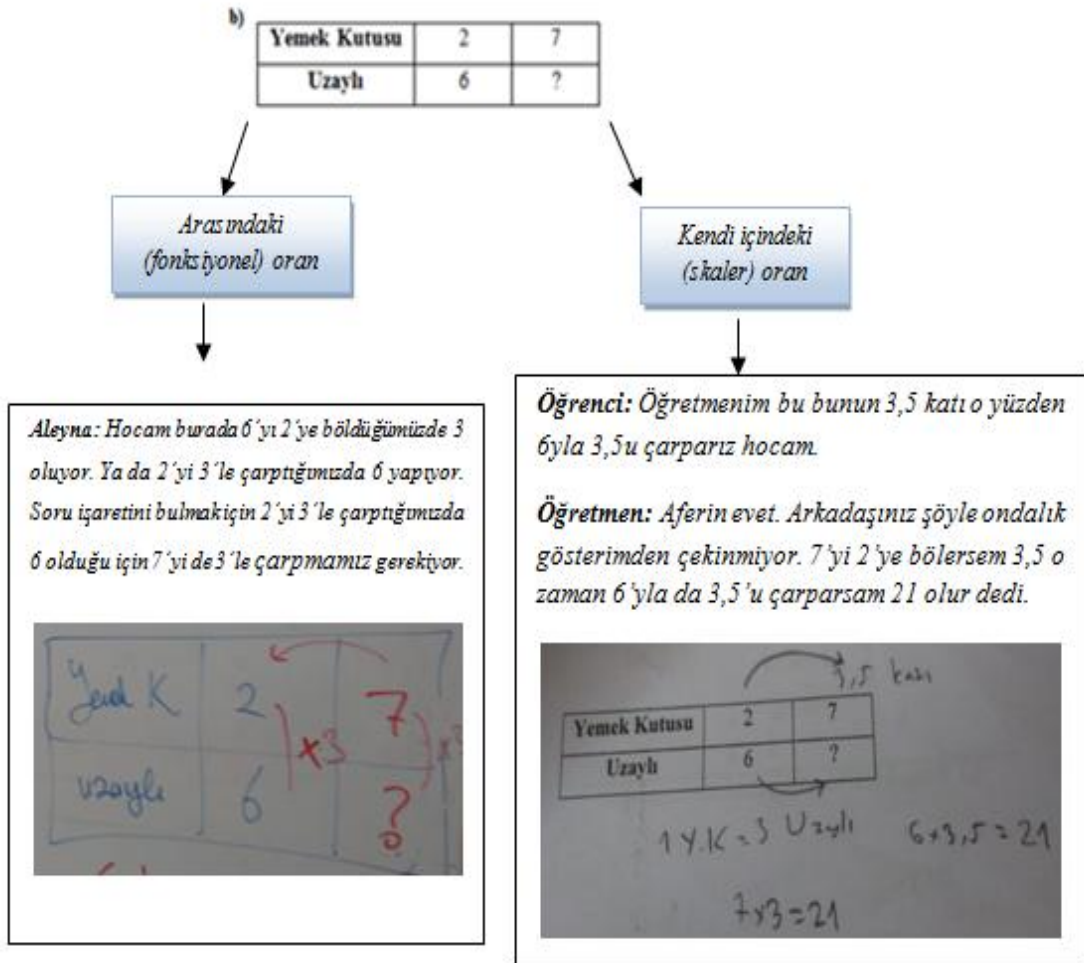 b)
Yemek Kutusu 2 7
Uzaylı 6 ?
Arasındaki
(fonksiyonel) oran
Kendi içindeki
(skaler) oran
Aleyna: Hocam burada 6´yı 2´ye böldüğümüzde 3
oluyor. Ya da 2´yi 3´le çarptığımızda 6 yapıyor.
Soru işaretini bulmak için 2´yi 3´le çarptığımızda
6 olduğu için 7´yi de 3´le çarpmamız gerekiyor.
K 2 7
x3 x3
uzaylı 6 ?
Öğrenci: Öğretmenim bu bunun 3,5 katı o yüzden
6yla 3,5u çarparız hocam.
Öğretmen: Aferin evet. Arkadaşınız şöyle ondalık
gösterimden çekinmiyor. 7’yi 2’ye bölersem 3,5 o
zaman 6’yla da 3,5’u çarparsam 21 olur dedi.
3,5 katı
Yemek Kutusu 2 7
Uzaylı 6 ?
1 Y.K = 3 Uzaylı 6x3,5=21
7x3=21